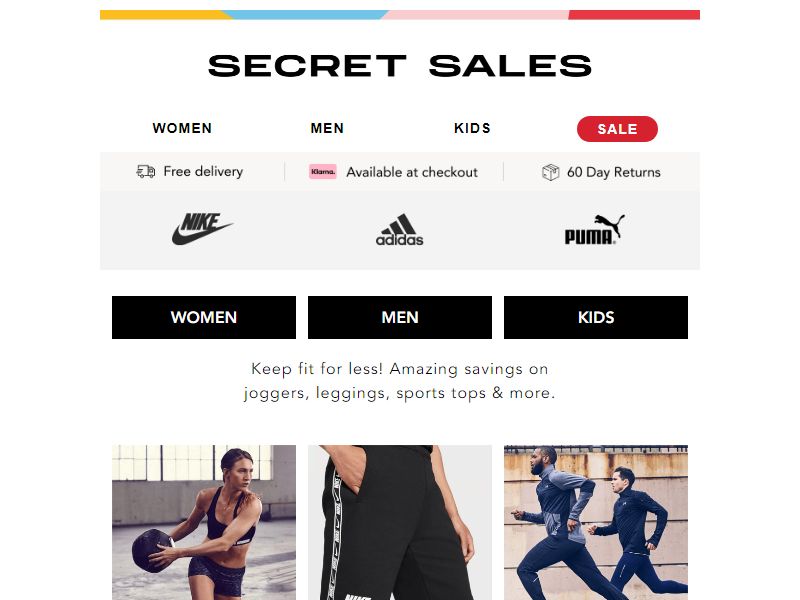 SECRET SALES
WOMEN MEN KIDS SALE
Free delivery Klarna. Available at checkout 60 Day Returns
NIKE adidas PUMA
WOMEN MEN KIDS
Keep fit for less! Amazing savings on
joggers, leggings, sports tops & more.
NIKE